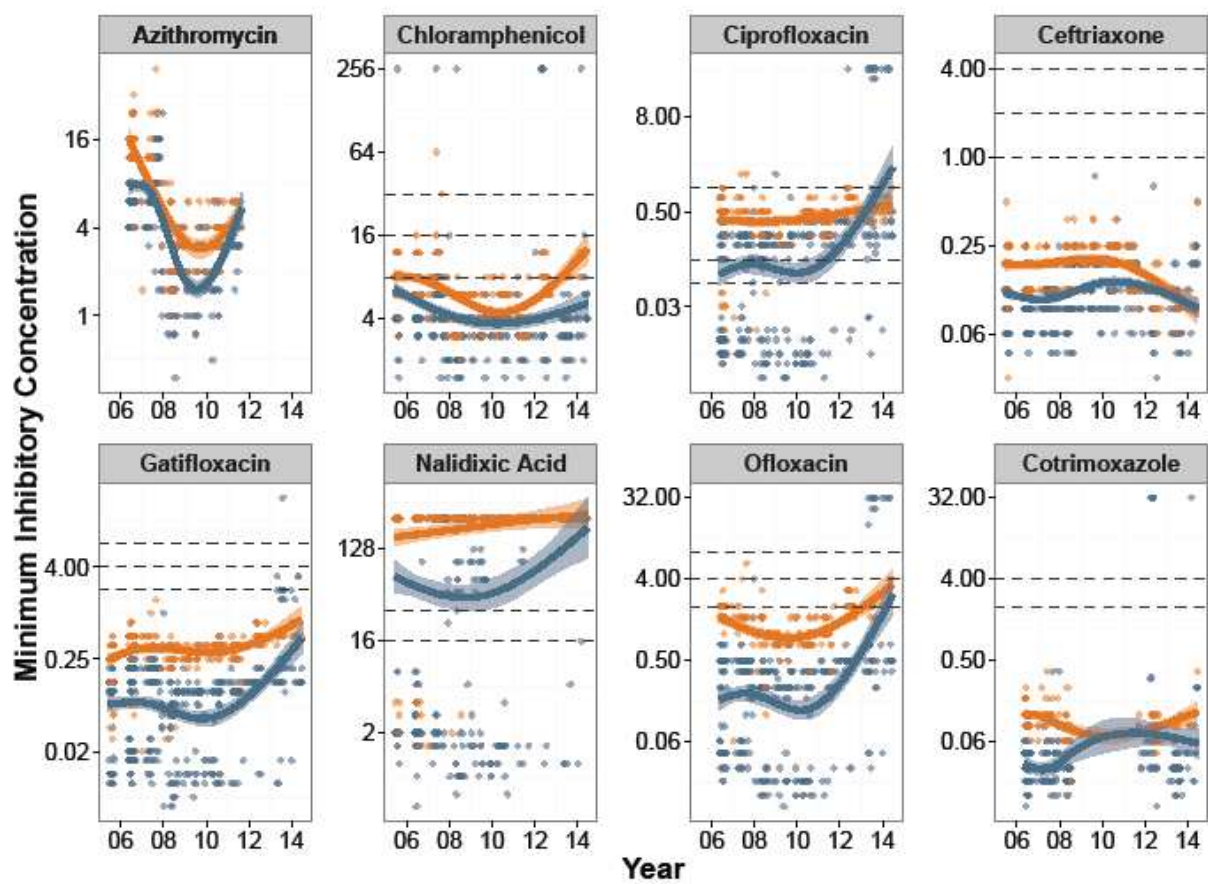 Azithromycin
Chloramphenicol
Ciprofloxacin
Ceftriaxone
16
4
1
256
64
16
4
8.00
0.50
0.03
4.00
1.00
0.25
0.06
06 08 10 12 14
06 08 10 12 14
06 08 10 12 14
06 08 10 12 14
Minimum Inhibitory Concentration
Gatifloxacin
Nalidixic Acid
Ofloxacin
Cotrimoxazole
4.00
0.25
0.02
128
16
2
32.00
4.00
0.50
0.06
32.00
4.00
0.50
0.06
06 08 10 12 14
06 08 10 12 14
06 08 10 12 14
06 08 10 12 14
Year